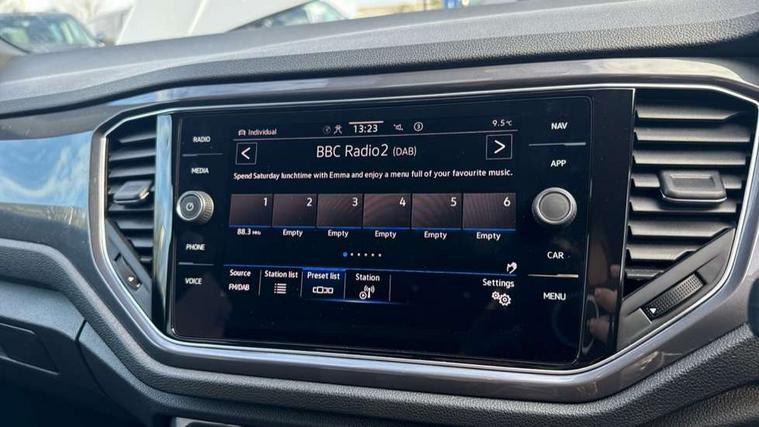 RADIO
MEDIA
PHONE
VOICE
Individual 13:23 9.5 °C
< BBC Radio2 (DAB) >
Spend Saturday lunchtime with Emma and enjoy a menu full of your favourite music.
1 2 3 4 5 6
88.3 MHz Empty Empty Empty Empty Empty
Source Station list Preset list Station Settings
FM/DAB
NAV
APP
CAR
MENU